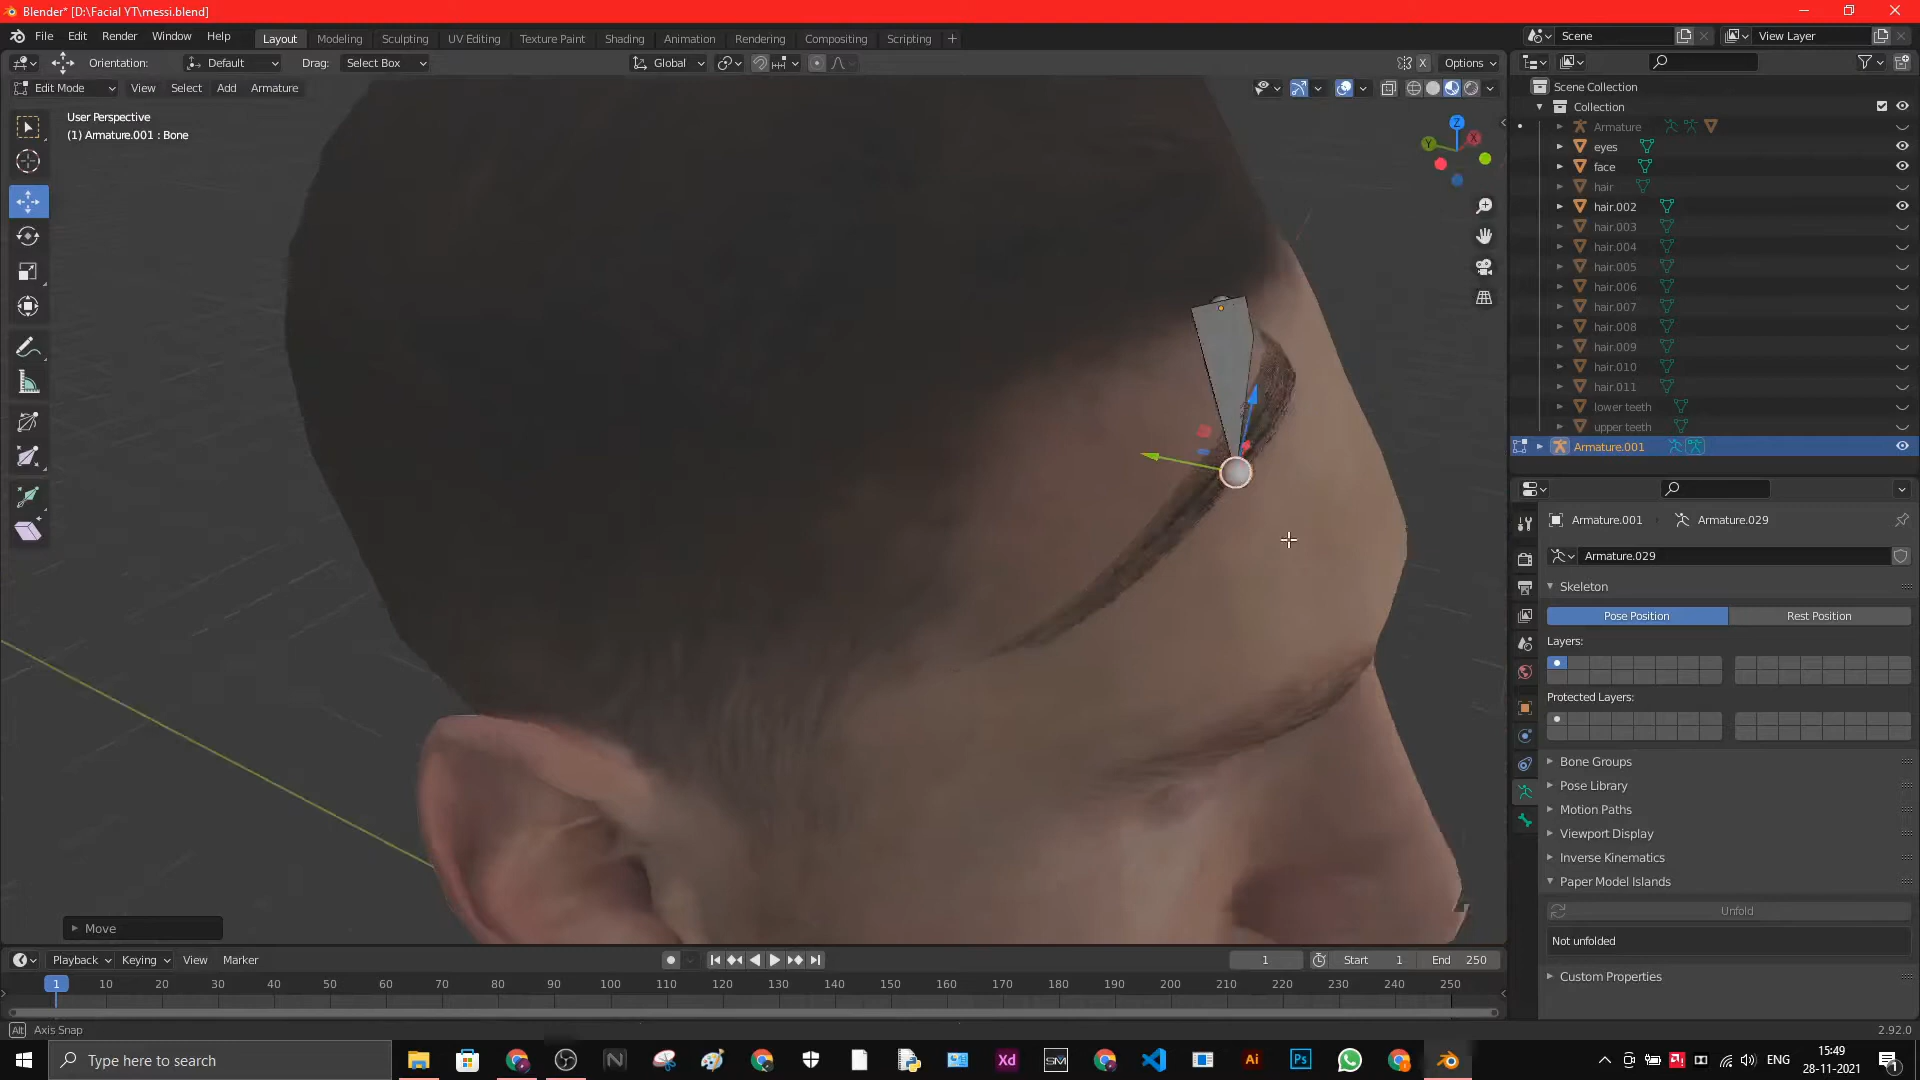 Blender* [D:\Facial YT\messi.blend]
File Edit Render Window Help
Layout Modeling Sculpting UV Editing Texture Paint Shading Animation Rendering Compositing Scripting +
Scene
View Layer
Orientation: Default Drag: Select Box
Global
X
Options
Edit Mode View Select Add Armature
User Perspective
(1) Armature.001 : Bone
Z
Y
X
Scene Collection
Collection
Armature
eyes
face
hair
hair.002
hair.003
hair.004
hair.005
hair.006
hair.007
hair.008
hair.009
hair.010
hair.011
lower teeth
upper teeth
Armature.001
Armature.001 Armature.029
Armature.029
Skeleton
Pose Position Rest Position
Layers:
Protected Layers:
Bone Groups
Pose Library
Motion Paths
Viewport Display
Inverse Kinematics
Paper Model Islands
Unfold
Not unfolded
Custom Properties
Move
Playback Keying View Marker
1 Start 1 End 250
1 10 20 30 40 50 60 70 80 90 100 110 120 130 140 150 160 170 180 190 200 210 220 230 240 250
Alt Axis Snap
2.92.0
Type here to search
N
Xd
SM
Ai
Ps
ENG
15:49
28-11-2021
1